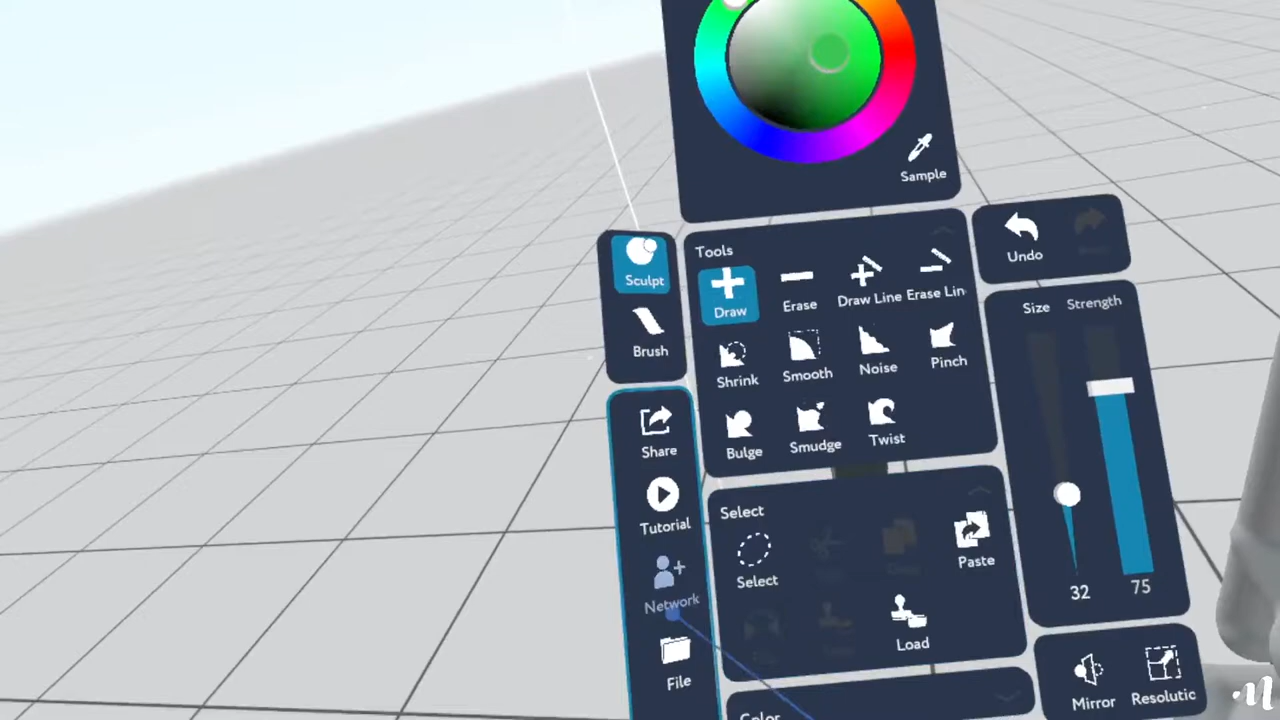 Sample
Sculpt
Brush
Share
Tutorial
Network
File
Tools
Draw
Erase
Draw Line
Erase Lin
Shrink
Smooth
Noise
Pinch
Bulge
Smudge
Twist
Select
Select
Paste
Load
Color
Undo
Size
Strength
32
75
Mirror
Resolutic